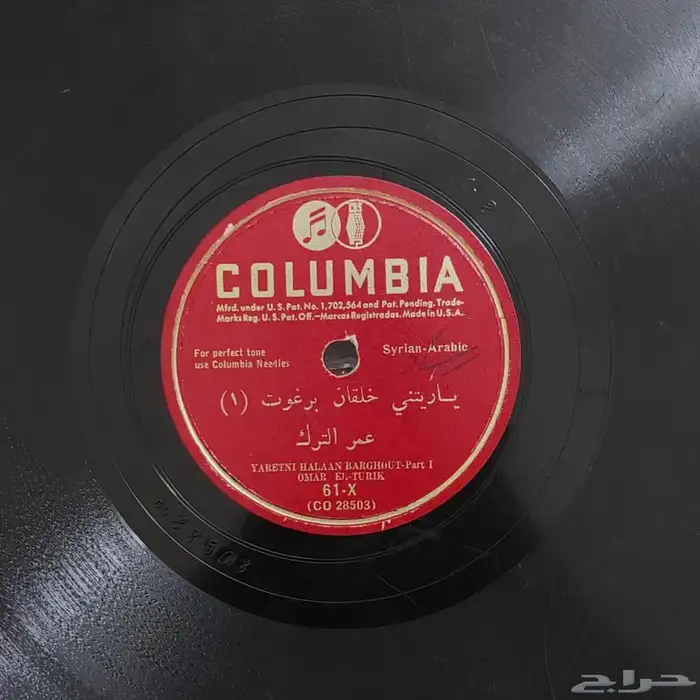 COLUMBIA
Mfrd. under U.S. Pat. No. 1,702,564 and Pat. Pending. Trade-
Marks Reg. U.S. Pat. Off.—Marcas Registradas. Made in U.S.A.
For perfect tone
use Columbia Needles
Syrian-Arabic
ياريتني خلقان برغوت (١)
عمر الترك
YARETNI HALAAN BARGHOUT-Part I
OMAR EL-TURIK
61-X
(CO 28503)
28503
حراج